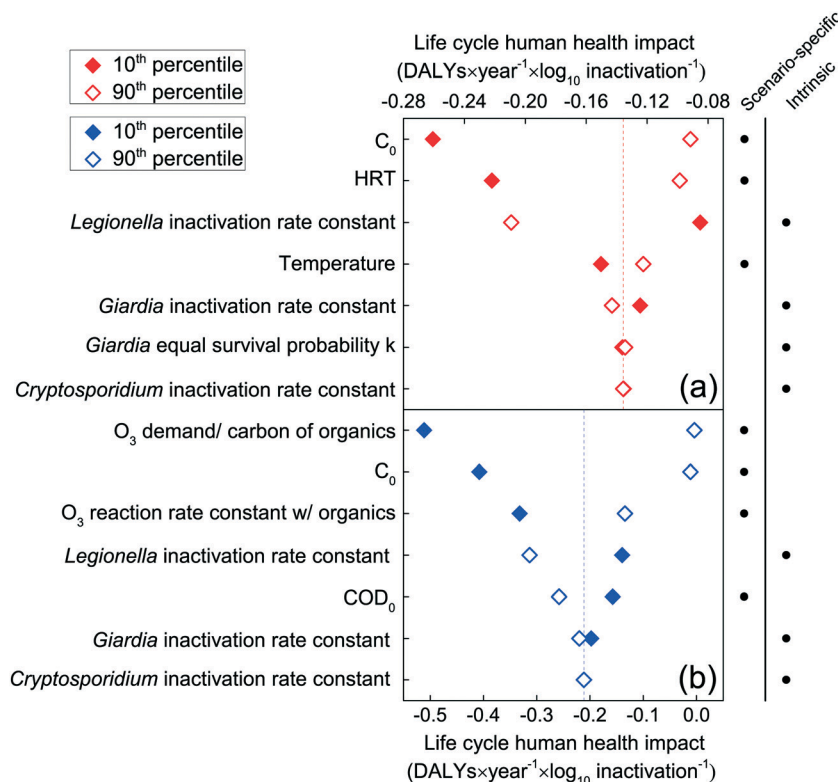 Life cycle human health impact
(DALYs×year⁻¹×log₁₀ inactivation⁻¹)
10th percentile
90th percentile
10th percentile
90th percentile
-0.28 -0.24 -0.20 -0.16 -0.12 -0.08
Scenario-specific
Intrinsic
C₀
HRT
Legionella inactivation rate constant
Temperature
Giardia inactivation rate constant
Giardia equal survival probability k
Cryptosporidium inactivation rate constant
(a)
O₃ demand/ carbon of organics
C₀
O₃ reaction rate constant w/ organics
Legionella inactivation rate constant
COD₀
Giardia inactivation rate constant
Cryptosporidium inactivation rate constant
(b)
-0.5 -0.4 -0.3 -0.2 -0.1 0.0
Life cycle human health impact
(DALYs×year⁻¹×log₁₀ inactivation⁻¹)